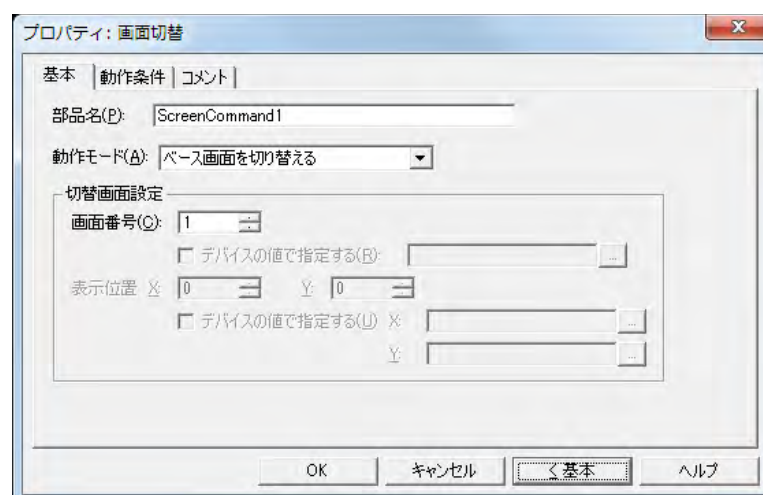 プロパティ: 画面切替
基本 動作条件 コメント
部品名(P): ScreenCommand1
動作モード(A): ベース画面を切り替える
切替画面設定
画面番号(C): 1
デバイスの値で指定する(R): ...
表示位置 X: 0 Y: 0
デバイスの値で指定する(U) X: ...
Y: ...
OK キャンセル < 基本 ヘルプ